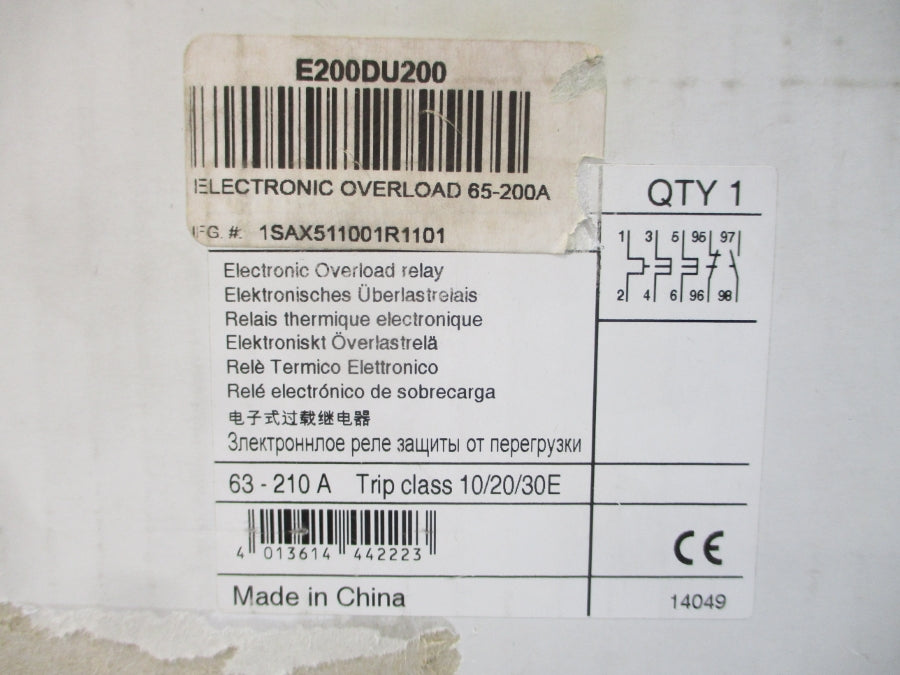 E200DU200
ELECTRONIC OVERLOAD 65-200A
FG. #: 1SAX511001R1101
QTY 1
1 3 5 95 97
2 4 6 96 98
Electronic Overload relay
Elektronisches Überlastrelais
Relais thermique electronique
Elektroniskt Överlastrelä
Relè Termico Elettronico
Relé electrónico de sobrecarga
电子式过载继电器
Злектроннлое реле защиты от перегрузки
63 - 210 A Trip class 10/20/30E
4 013614 442223
CE
Made in China
14049